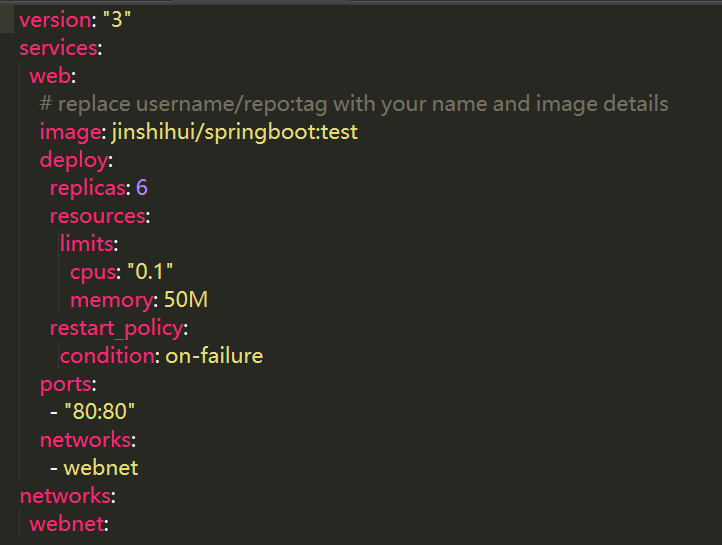 version: "3"
services:
  web:
    # replace username/repo:tag with your name and image details
    image: jinshihui/springboot:test
    deploy:
      replicas: 6
      resources:
        limits:
          cpus: "0.1"
          memory: 50M
      restart_policy:
        condition: on-failure
    ports:
      - "80:80"
    networks:
      - webnet
networks:
  webnet: